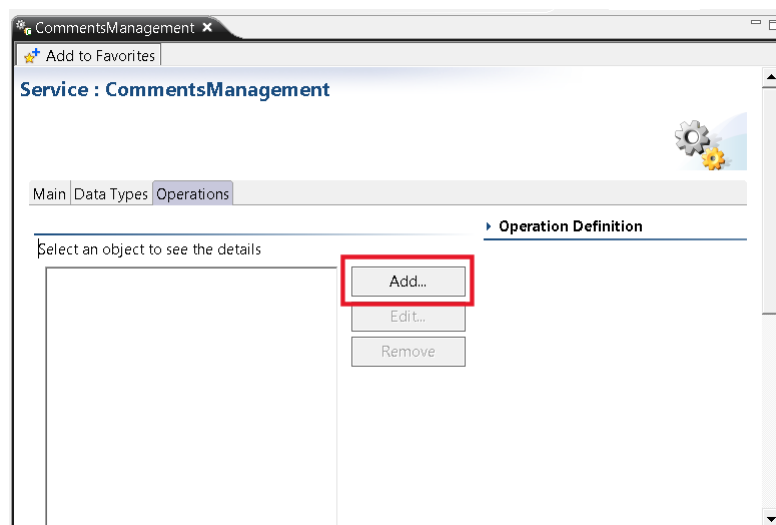 CommentsManagement
Add to Favorites
Service : CommentsManagement
Main Data Types Operations
Select an object to see the details
Add...
Edit...
Remove
Operation Definition